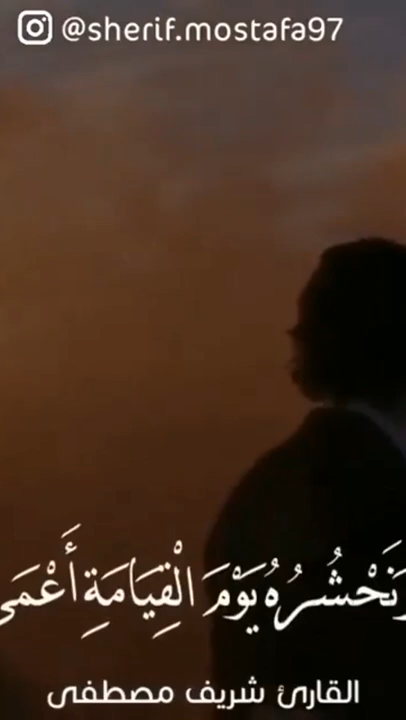 @sherif.mostafa97
وَنَحْشُرُهُ يَوْمَ الْقِيَامَةِ أَعْمَى
القارئ شريف مصطفى